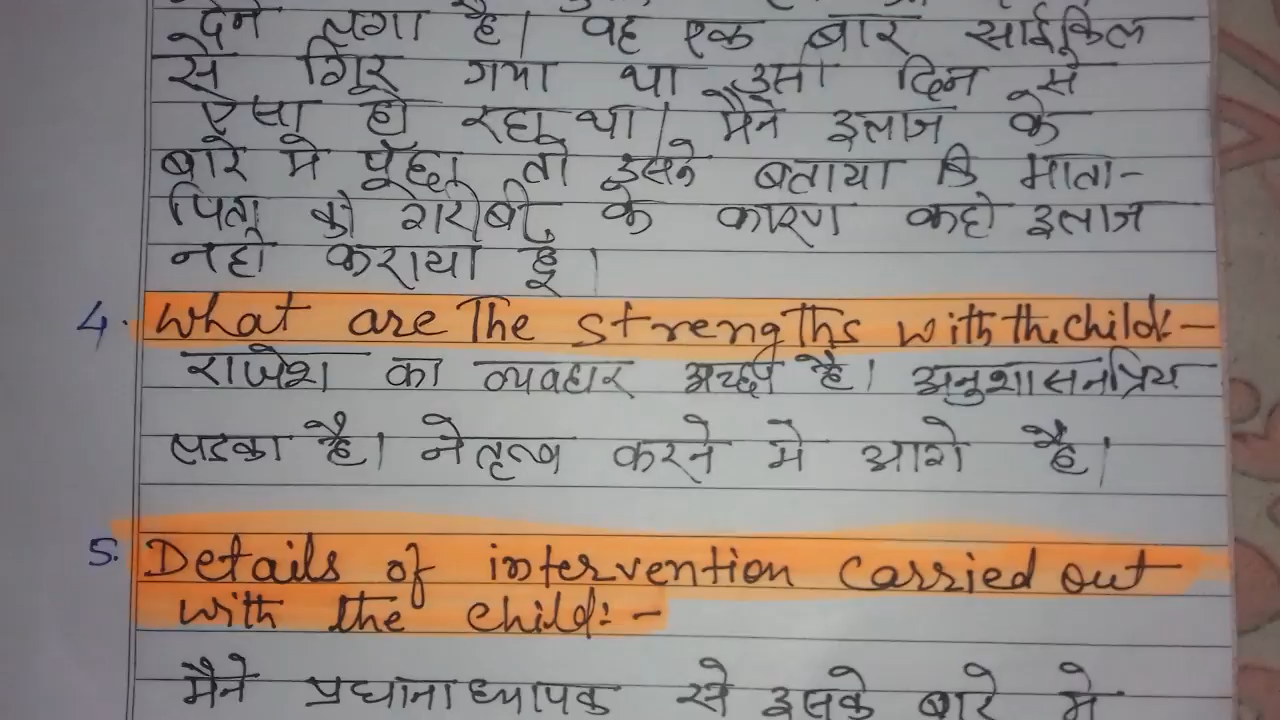 देने लगा है। वह एक बार साईकिल
से गिर गया था उसी दिन से
ऐसा हो रहा था। मैने इलाज के
बारे मे पूँछा तो उसने बताया कि माता-
पिता की गरीबी के कारण कही इलाज
नही कराया है।
4. What are The strengths with the child:-
राजेश का व्यवहार अच्छा है। अनुशासनप्रिय
लडका है। नेतृत्व करने मे आगे है।
5. Details of intervention carried out
with the child:-
मैने प्रधानाध्यापक से इसके बारे मे